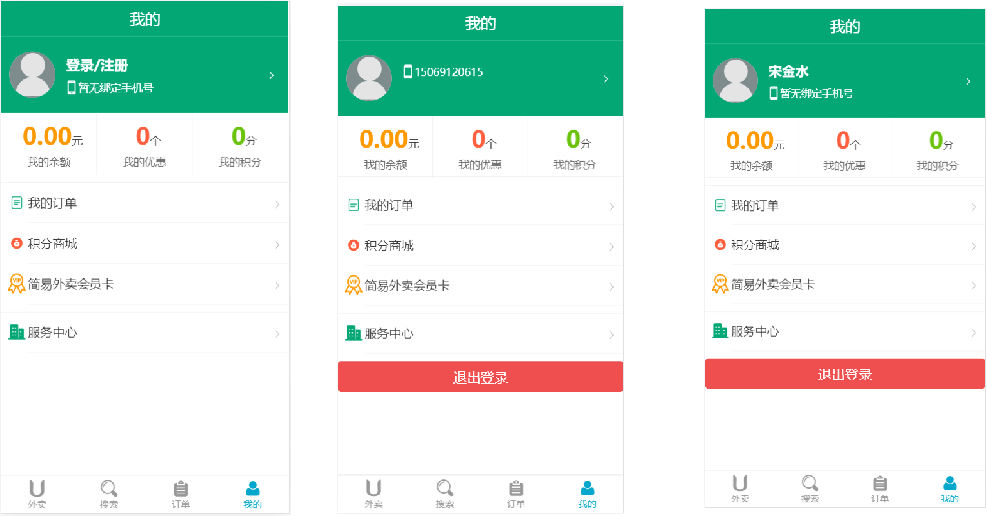 我的
登录/注册
暂无绑定手机号
0.00元
0个
0分
我的余额
我的优惠
我的积分
我的订单
积分商城
VIP
简易外卖会员卡
服务中心
外卖
搜索
订单
我的
我的
15069120615
0.00元
0个
0分
我的余额
我的优惠
我的积分
我的订单
积分商城
VIP
简易外卖会员卡
服务中心
退出登录
外卖
搜索
订单
我的
我的
宋金水
暂无绑定手机号
0.00元
0个
0分
我的余额
我的优惠
我的积分
我的订单
积分商城
VIP
简易外卖会员卡
服务中心
退出登录
外卖
搜索
订单
我的